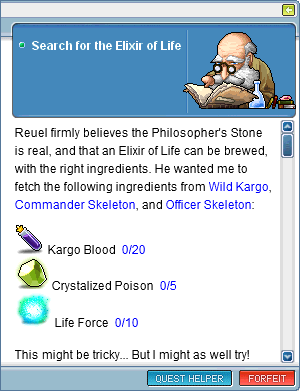 Search for the Elixir of Life
Reuel firmly believes the Philosopher's Stone
is real, and that an Elixir of Life can be brewed,
with the right ingredients. He wanted me to
fetch the following ingredients from Wild Kargo,
Commander Skeleton, and Officer Skeleton:
Kargo Blood 0/20
Crystalized Poison 0/5
Life Force 0/10
This might be tricky... But I might as well try!
QUEST HELPER FORFEIT